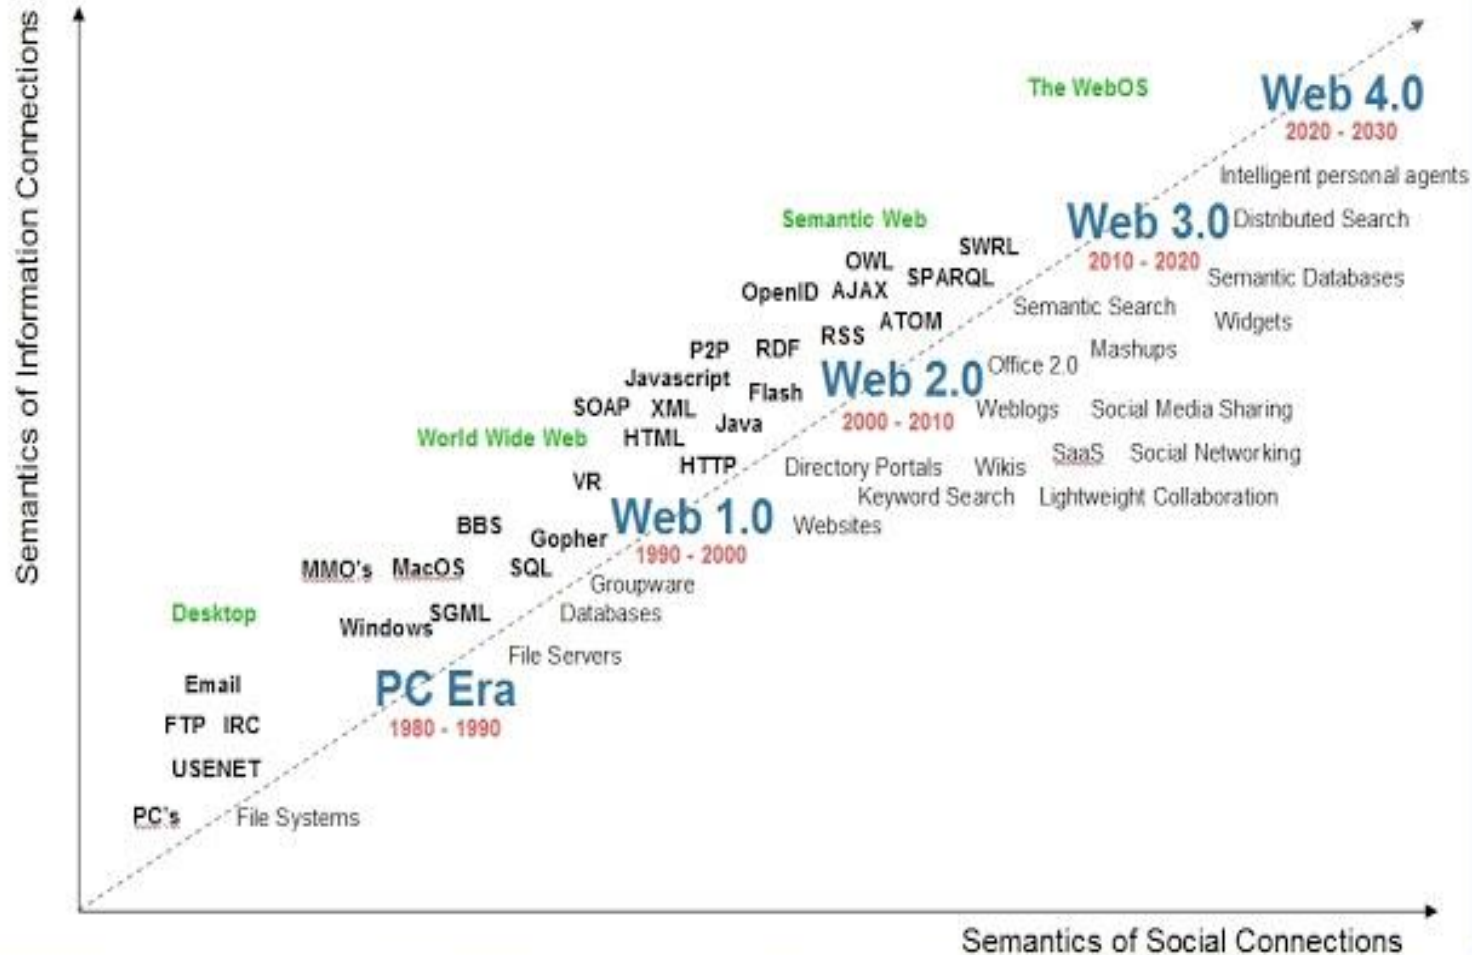 Semantics of Information Connections
The WebOS
Web 4.0
2020 - 2030
Intelligent personal agents
Semantic Web
Web 3.0
Distributed Search
2010 - 2020
SWRL
OWL
SPARQL
Semantic Databases
OpenID
AJAX
Semantic Search
ATOM
Widgets
RSS
P2P
RDF
Mashups
Office 2.0
Javascript
Web 2.0
Flash
2000 - 2010
SOAP
XML
Weblogs
Social Media Sharing
Java
World Wide Web
HTML
SaaS
Social Networking
HTTP
Directory Portals
Wikis
VR
Keyword Search
Lightweight Collaboration
Web 1.0
1990 - 2000
Websites
BBS
Gopher
MMO's
MacOS
SQL
Groupware
Desktop
SGML
Databases
Windows
File Servers
Email
PC Era
1980 - 1990
FTP
IRC
USENET
PC's
File Systems
Semantics of Social Connections